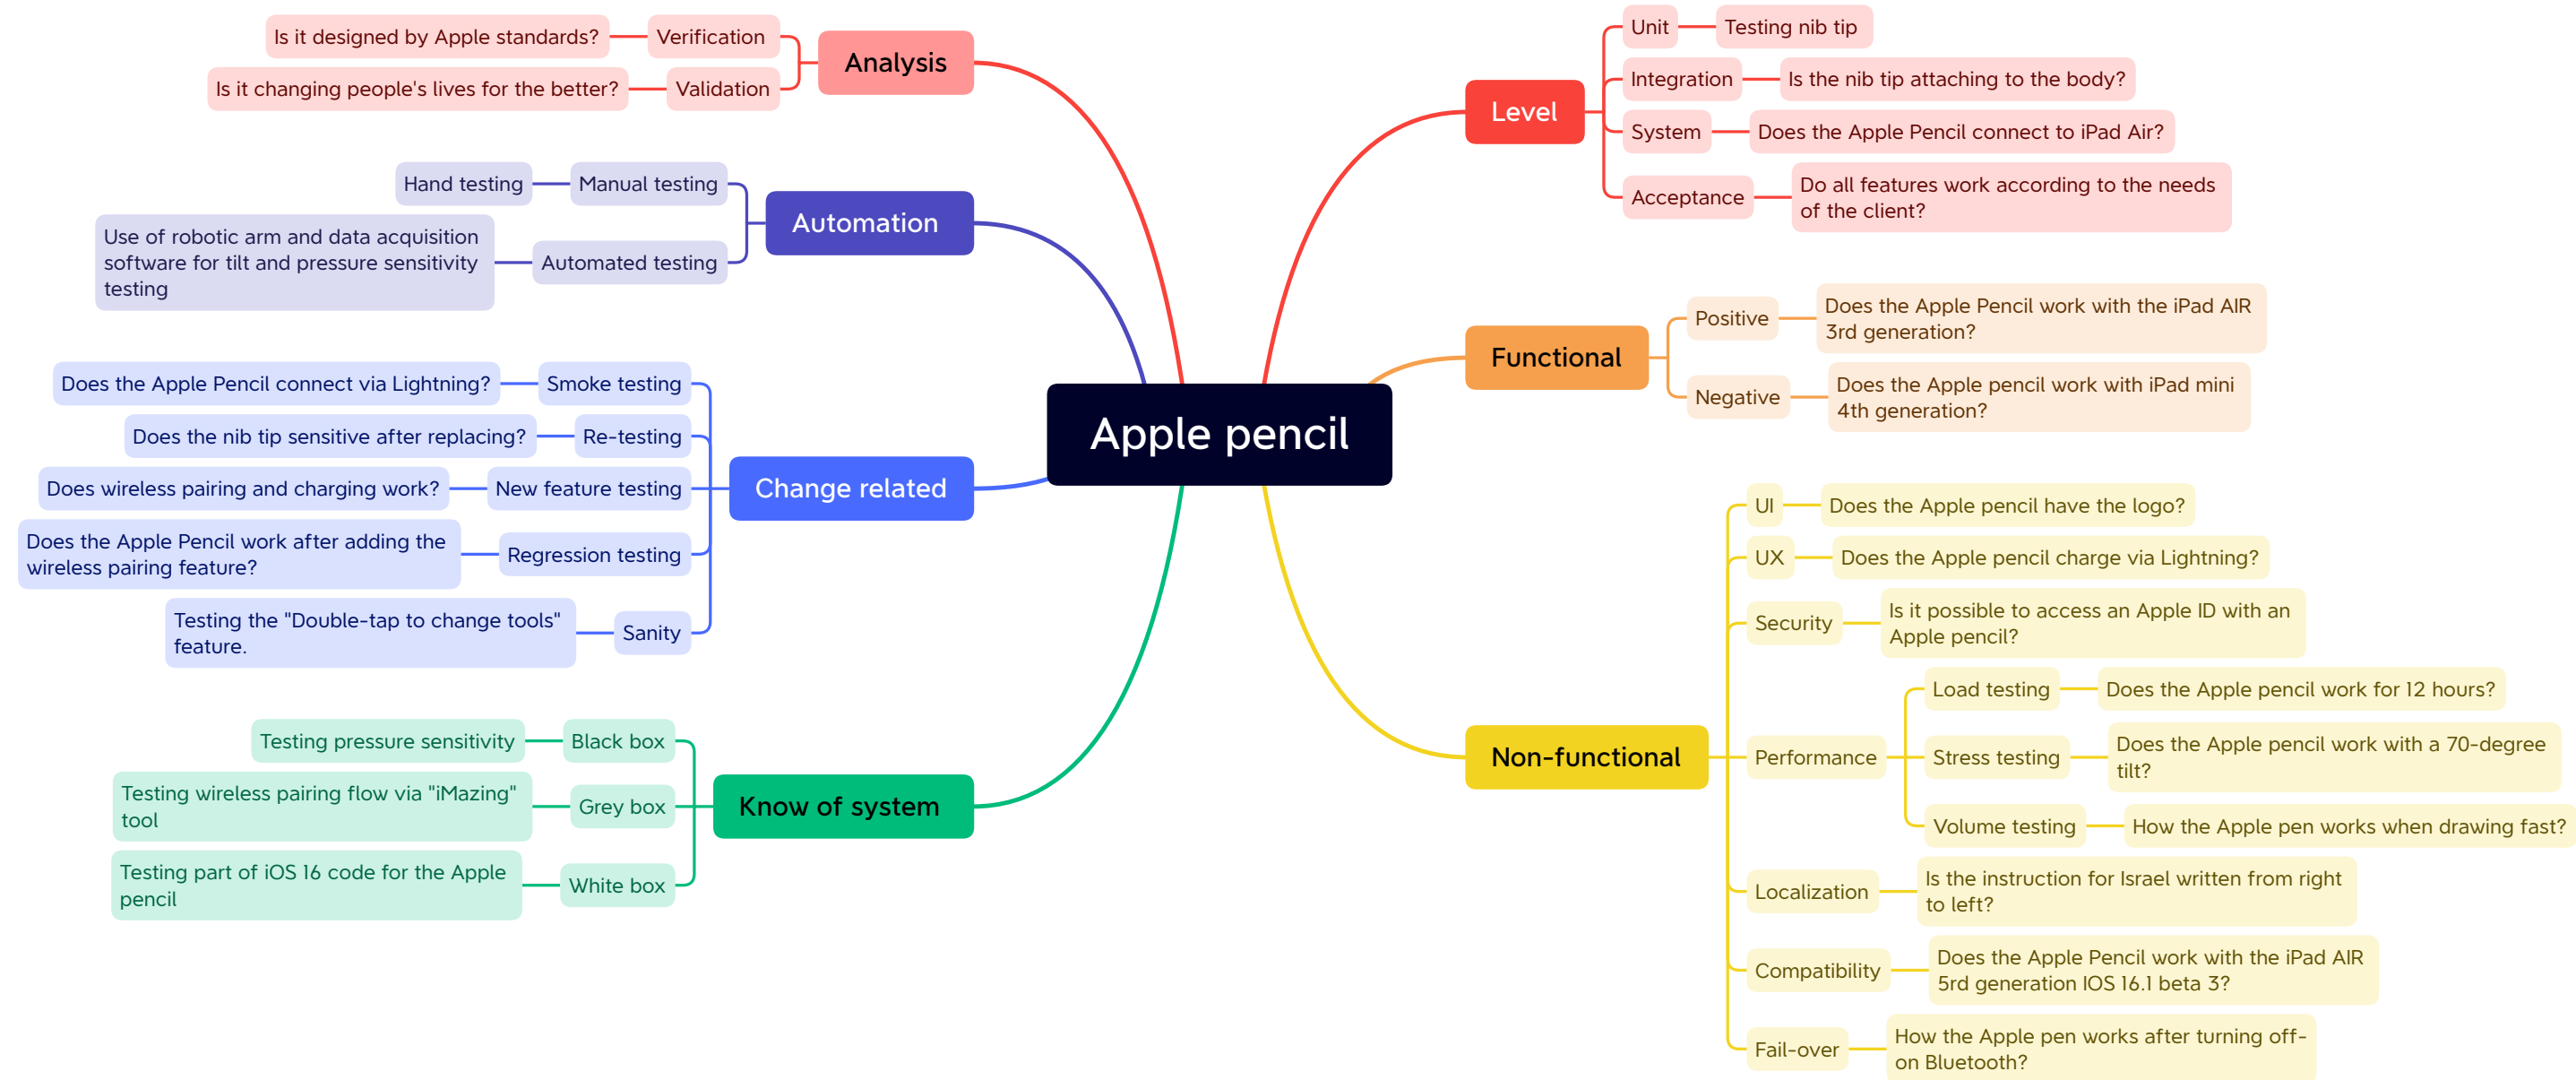 Apple pencil
Analysis
Verification
Is it designed by Apple standards?
Validation
Is it changing people's lives for the better?
Automation
Manual testing
Hand testing
Automated testing
Use of robotic arm and data acquisition
software for tilt and pressure sensitivity
testing
Change related
Smoke testing
Does the Apple Pencil connect via Lightning?
Re-testing
Does the nib tip sensitive after replacing?
New feature testing
Does wireless pairing and charging work?
Regression testing
Does the Apple Pencil work after adding the
wireless pairing feature?
Sanity
Testing the "Double-tap to change tools"
feature.
Know of system
Black box
Testing pressure sensitivity
Grey box
Testing wireless pairing flow via "iMazing"
tool
White box
Testing part of iOS 16 code for the Apple
pencil
Level
Unit
Testing nib tip
Integration
Is the nib tip attaching to the body?
System
Does the Apple Pencil connect to iPad Air?
Acceptance
Do all features work according to the needs
of the client?
Functional
Positive
Does the Apple Pencil work with the iPad AIR
3rd generation?
Negative
Does the Apple pencil work with iPad mini
4th generation?
Non-functional
UI
Does the Apple pencil have the logo?
UX
Does the Apple pencil charge via Lightning?
Security
Is it possible to access an Apple ID with an
Apple pencil?
Performance
Load testing
Does the Apple pencil work for 12 hours?
Stress testing
Does the Apple pencil work with a 70-degree
tilt?
Volume testing
How the Apple pen works when drawing fast?
Localization
Is the instruction for Israel written from right
to left?
Compatibility
Does the Apple Pencil work with the iPad AIR
5rd generation IOS 16.1 beta 3?
Fail-over
How the Apple pen works after turning off-
on Bluetooth?